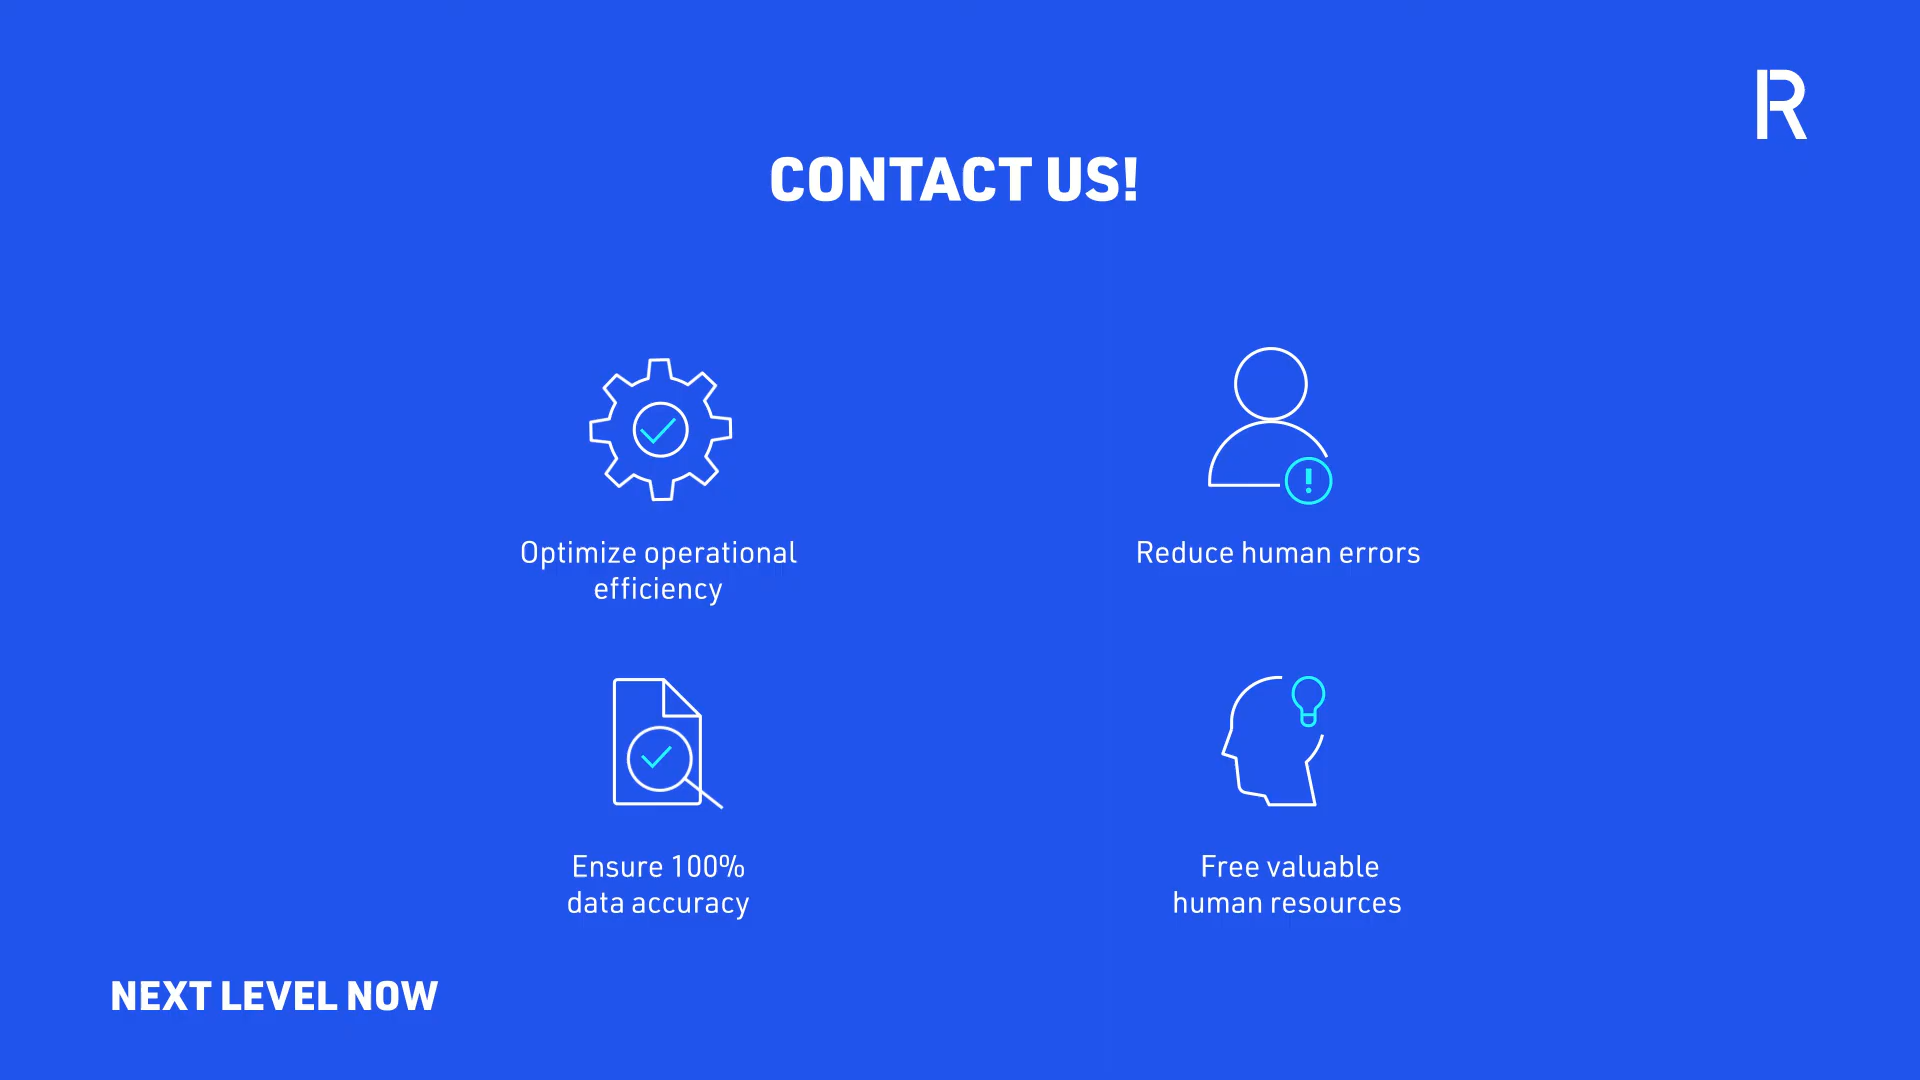 R
CONTACT US!
Optimize operational
efficiency
Reduce human errors
Ensure 100%
data accuracy
Free valuable
human resources
NEXT LEVEL NOW